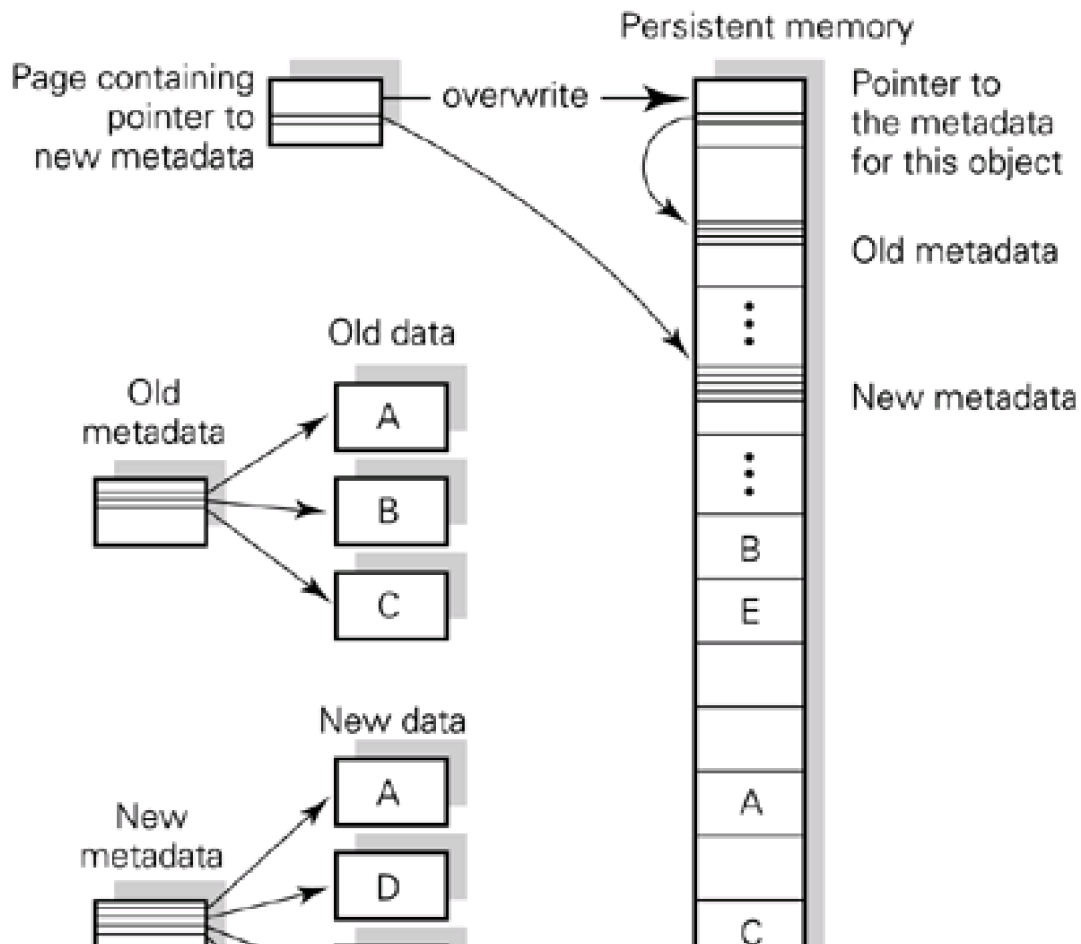 Persistent memory
Page containing
pointer to
new metadata
overwrite
Pointer to
the metadata
for this object
Old metadata
New metadata
Old data
Old
metadata
A
B
C
New data
New
metadata
A
D
B
E
A
C